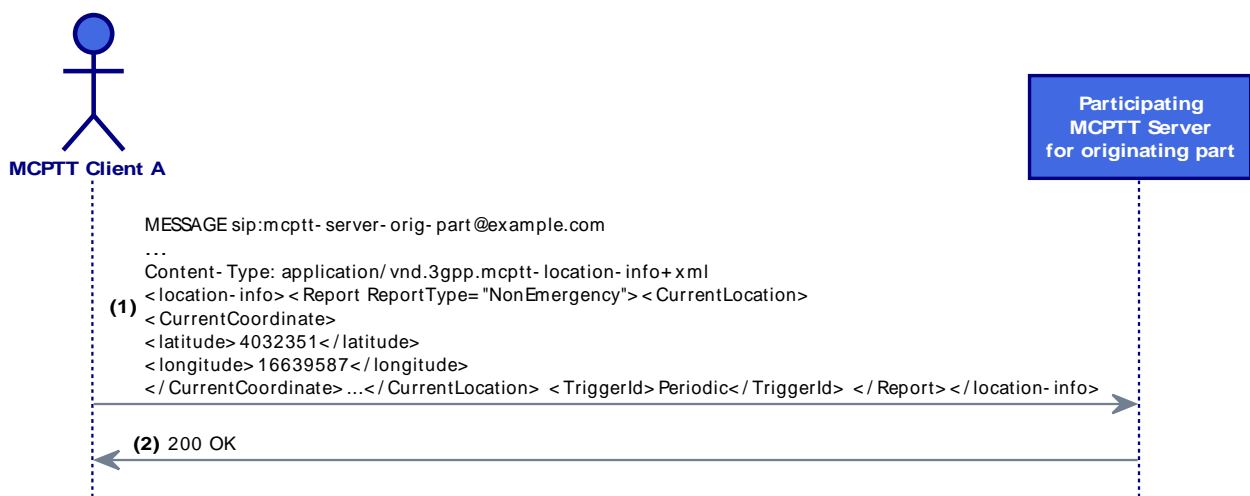 MCPTT Client A
Participating
MCPTT Server
for originating part
MESSAGE sip:mcptt-server-orig-part@example.com
...
Content-Type: application/vnd.3gpp.mcptt-location-info+xml
<location-info><Report ReportType="NonEmergency"><CurrentLocation>
(1)
<CurrentCoordinate>
<latitude>4032351</latitude>
<longitude>16639587</longitude>
</CurrentCoordinate>...</CurrentLocation> <TriggerId>Periodic</TriggerId> </Report></location-info>
(2) 200 OK